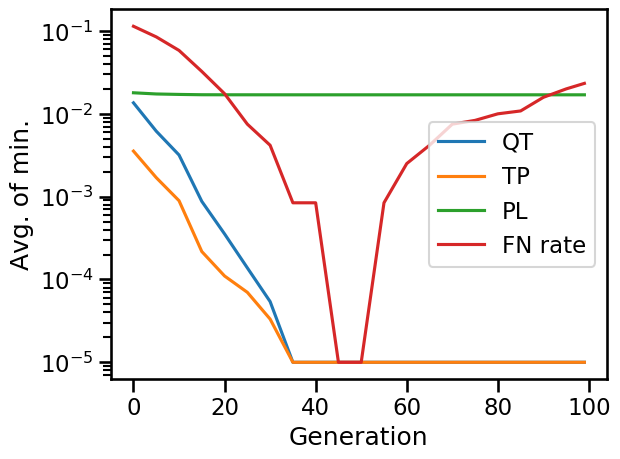 Avg. of min.
10⁻¹
10⁻²
10⁻³
10⁻⁴
10⁻⁵
QT
TP
PL
FN rate
0 20 40 60 80 100
Generation